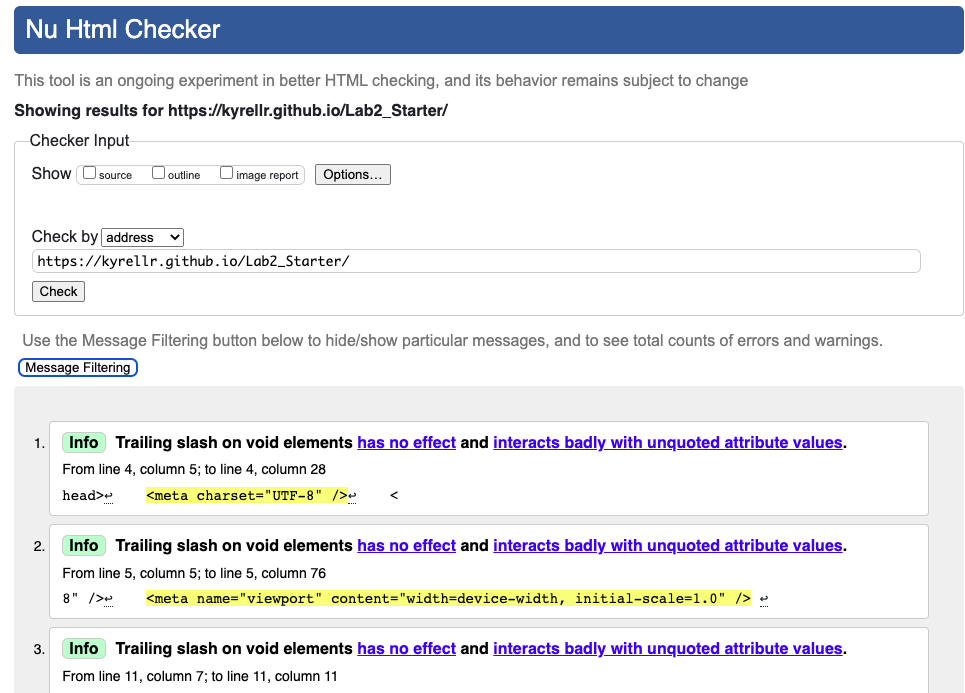 Nu Html Checker
This tool is an ongoing experiment in better HTML checking, and its behavior remains subject to change
Showing results for https://kyrellr.github.io/Lab2_Starter/
Checker Input
Show source outline image report Options...
Check by address
https://kyrellr.github.io/Lab2_Starter/
Check
Use the Message Filtering button below to hide/show particular messages, and to see total counts of errors and warnings.
Message Filtering
1. Info Trailing slash on void elements has no effect and interacts badly with unquoted attribute values.
From line 4, column 5; to line 4, column 28
head>↩ <meta charset="UTF-8" />↩ <
2. Info Trailing slash on void elements has no effect and interacts badly with unquoted attribute values.
From line 5, column 5; to line 5, column 76
8" />↩ <meta name="viewport" content="width=device-width, initial-scale=1.0" /> ↩
3. Info Trailing slash on void elements has no effect and interacts badly with unquoted attribute values.
From line 11, column 7; to line 11, column 11